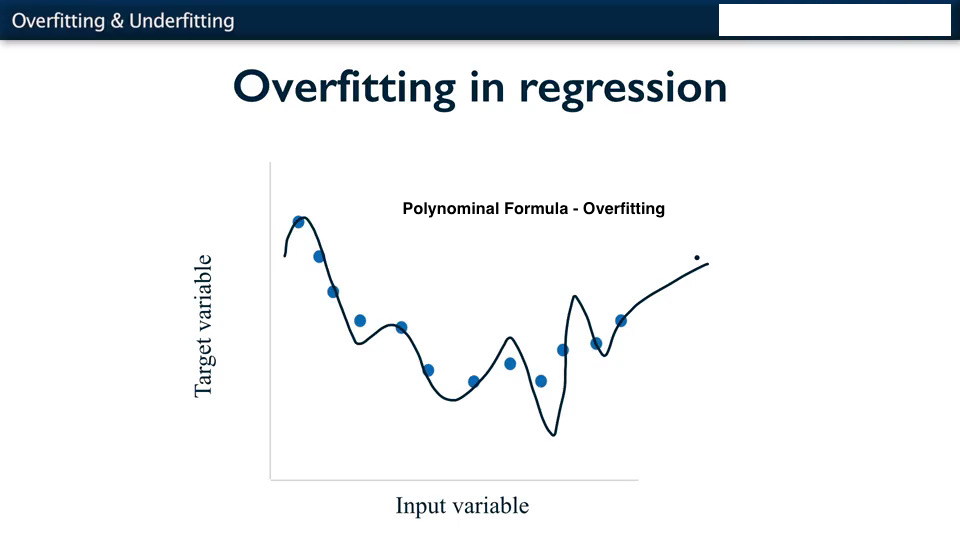 Overfitting & Underfitting
Overfitting in regression
Polynominal Formula - Overfitting
Target variable
Input variable